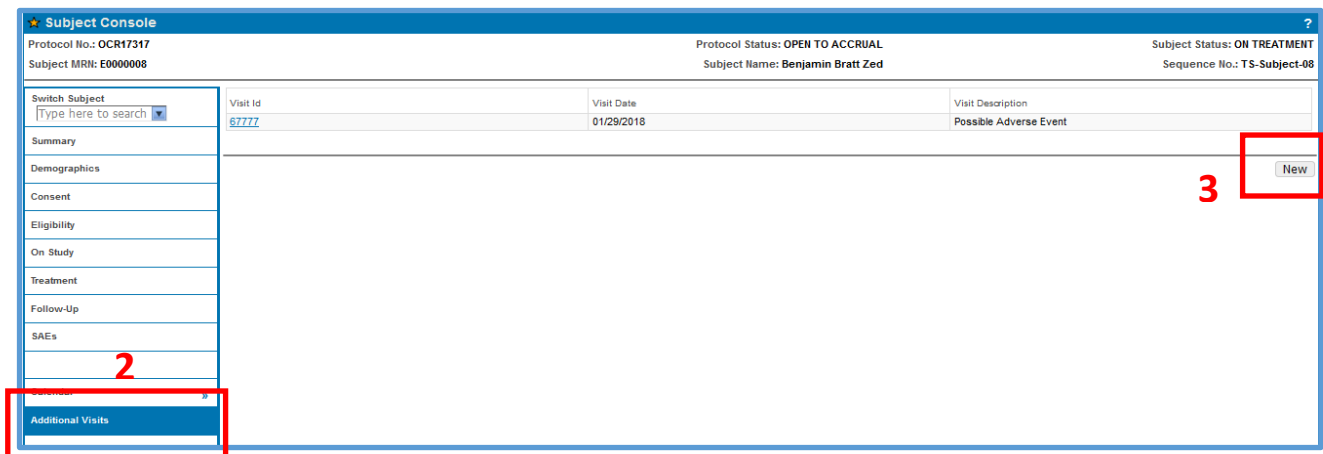 Subject Console ?
Protocol No.: OCR17317 Protocol Status: OPEN TO ACCRUAL Subject Status: ON TREATMENT
Subject MRN: E0000008 Subject Name: Benjamin Bratt Zed Sequence No.: TS-Subject-08
Switch Subject
Type here to search
Visit Id Visit Date Visit Description
67777 01/29/2018 Possible Adverse Event
New
3
Summary
Demographics
Consent
Eligibility
On Study
Treatment
Follow-Up
SAEs
2
Calendar »
Additional Visits